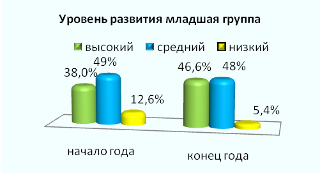 Уровень развития младшая группа
высокий средний низкий
38,0% 49% 12,6% 46,6% 48% 5,4%
начало года конец года